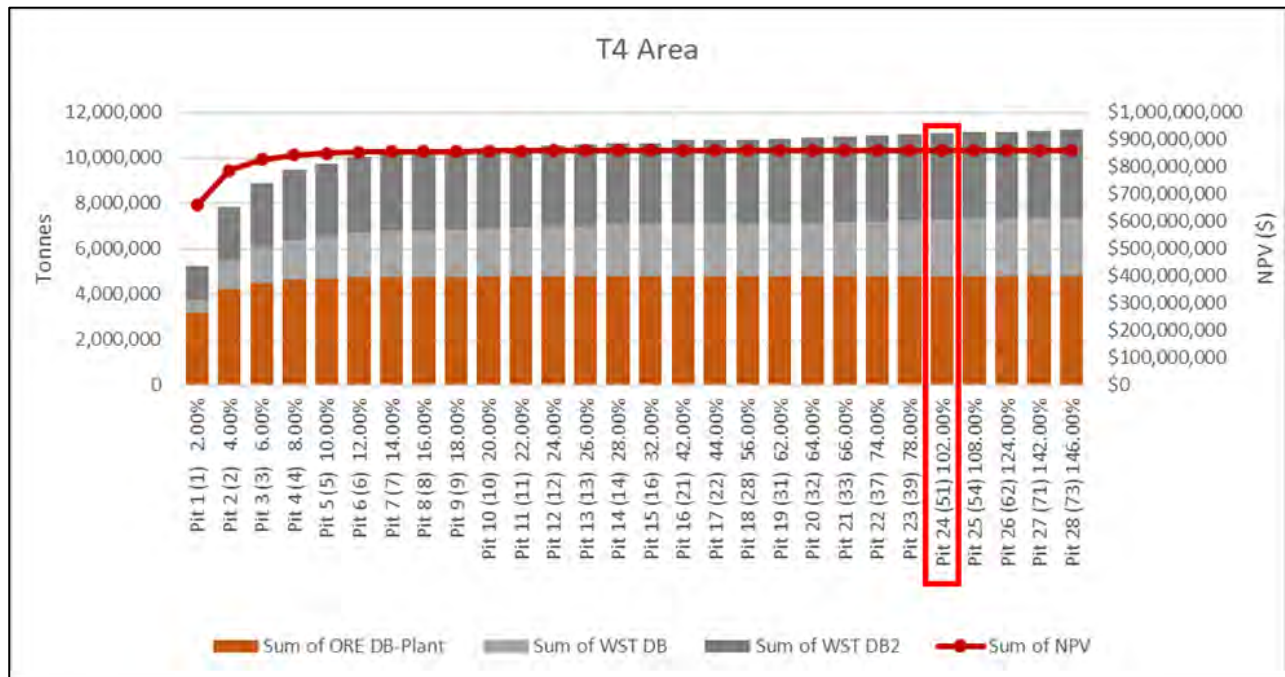 T4 Area
Tonnes
12,000,000
10,000,000
8,000,000
6,000,000
4,000,000
2,000,000
0
$1,000,000,000
$900,000,000
$800,000,000
$700,000,000
$600,000,000
$500,000,000
$400,000,000
$300,000,000
$200,000,000
$100,000,000
$0
NPV ($)
Pit 1 (1) 2.00%
Pit 2 (2) 4.00%
Pit 3 (3) 6.00%
Pit 4 (4) 8.00%
Pit 5 (5) 10.00%
Pit 6 (6) 12.00%
Pit 7 (7) 14.00%
Pit 8 (8) 16.00%
Pit 9 (9) 18.00%
Pit 10 (10) 20.00%
Pit 11 (11) 22.00%
Pit 12 (12) 24.00%
Pit 13 (13) 26.00%
Pit 14 (14) 28.00%
Pit 15 (16) 32.00%
Pit 16 (21) 42.00%
Pit 17 (22) 44.00%
Pit 18 (28) 56.00%
Pit 19 (31) 62.00%
Pit 20 (32) 64.00%
Pit 21 (33) 66.00%
Pit 22 (37) 74.00%
Pit 23 (39) 78.00%
Pit 24 (51) 102.00%
Pit 25 (54) 108.00%
Pit 26 (62) 124.00%
Pit 27 (71) 142.00%
Pit 28 (73) 146.00%
Sum of ORE DB-Plant
Sum of WST DB
Sum of WST DB2
Sum of NPV